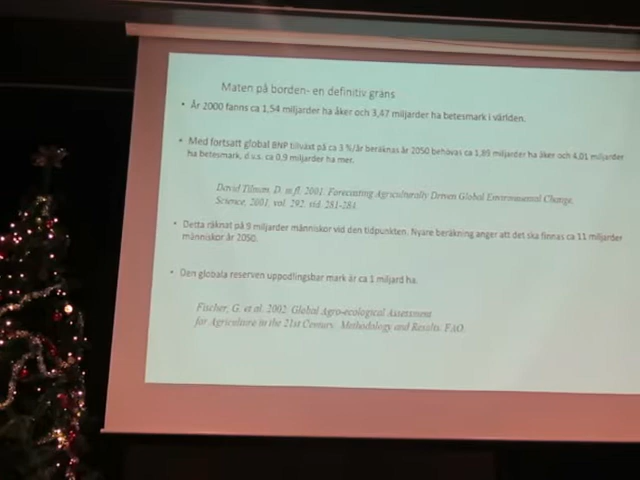 Maten på borden- en definitiv gräns
• År 2000 fanns ca 1,54 miljarder ha åker och 3,47 miljarder ha betesmark i världen.
• Med fortsatt global BNP tillväxt på ca 3 %/år beräknas år 2050 behövas ca 1,89 miljarder ha åker och 4,01 miljarder
ha betesmark, d v.s. ca 0,9 miljarder ha mer.
David Tilman, D. m fl. 2001. Forecasting Agriculturally Driven Global Environmental Change.
Science, 2001, vol. 292. sid. 281-284.
• Detta räknat på 9 miljarder människor vid den tidpunkten. Nyare beräkning anger att det ska finnas ca 11 miljarder
människor år 2050.
• Den globala reserven uppodlingsbar mark är ca 1 miljard ha.
Fischer, G. et al. 2002. Global Agro-ecological Assessment
for Agriculture in the 21st Century. Methodology and Results. FAO.